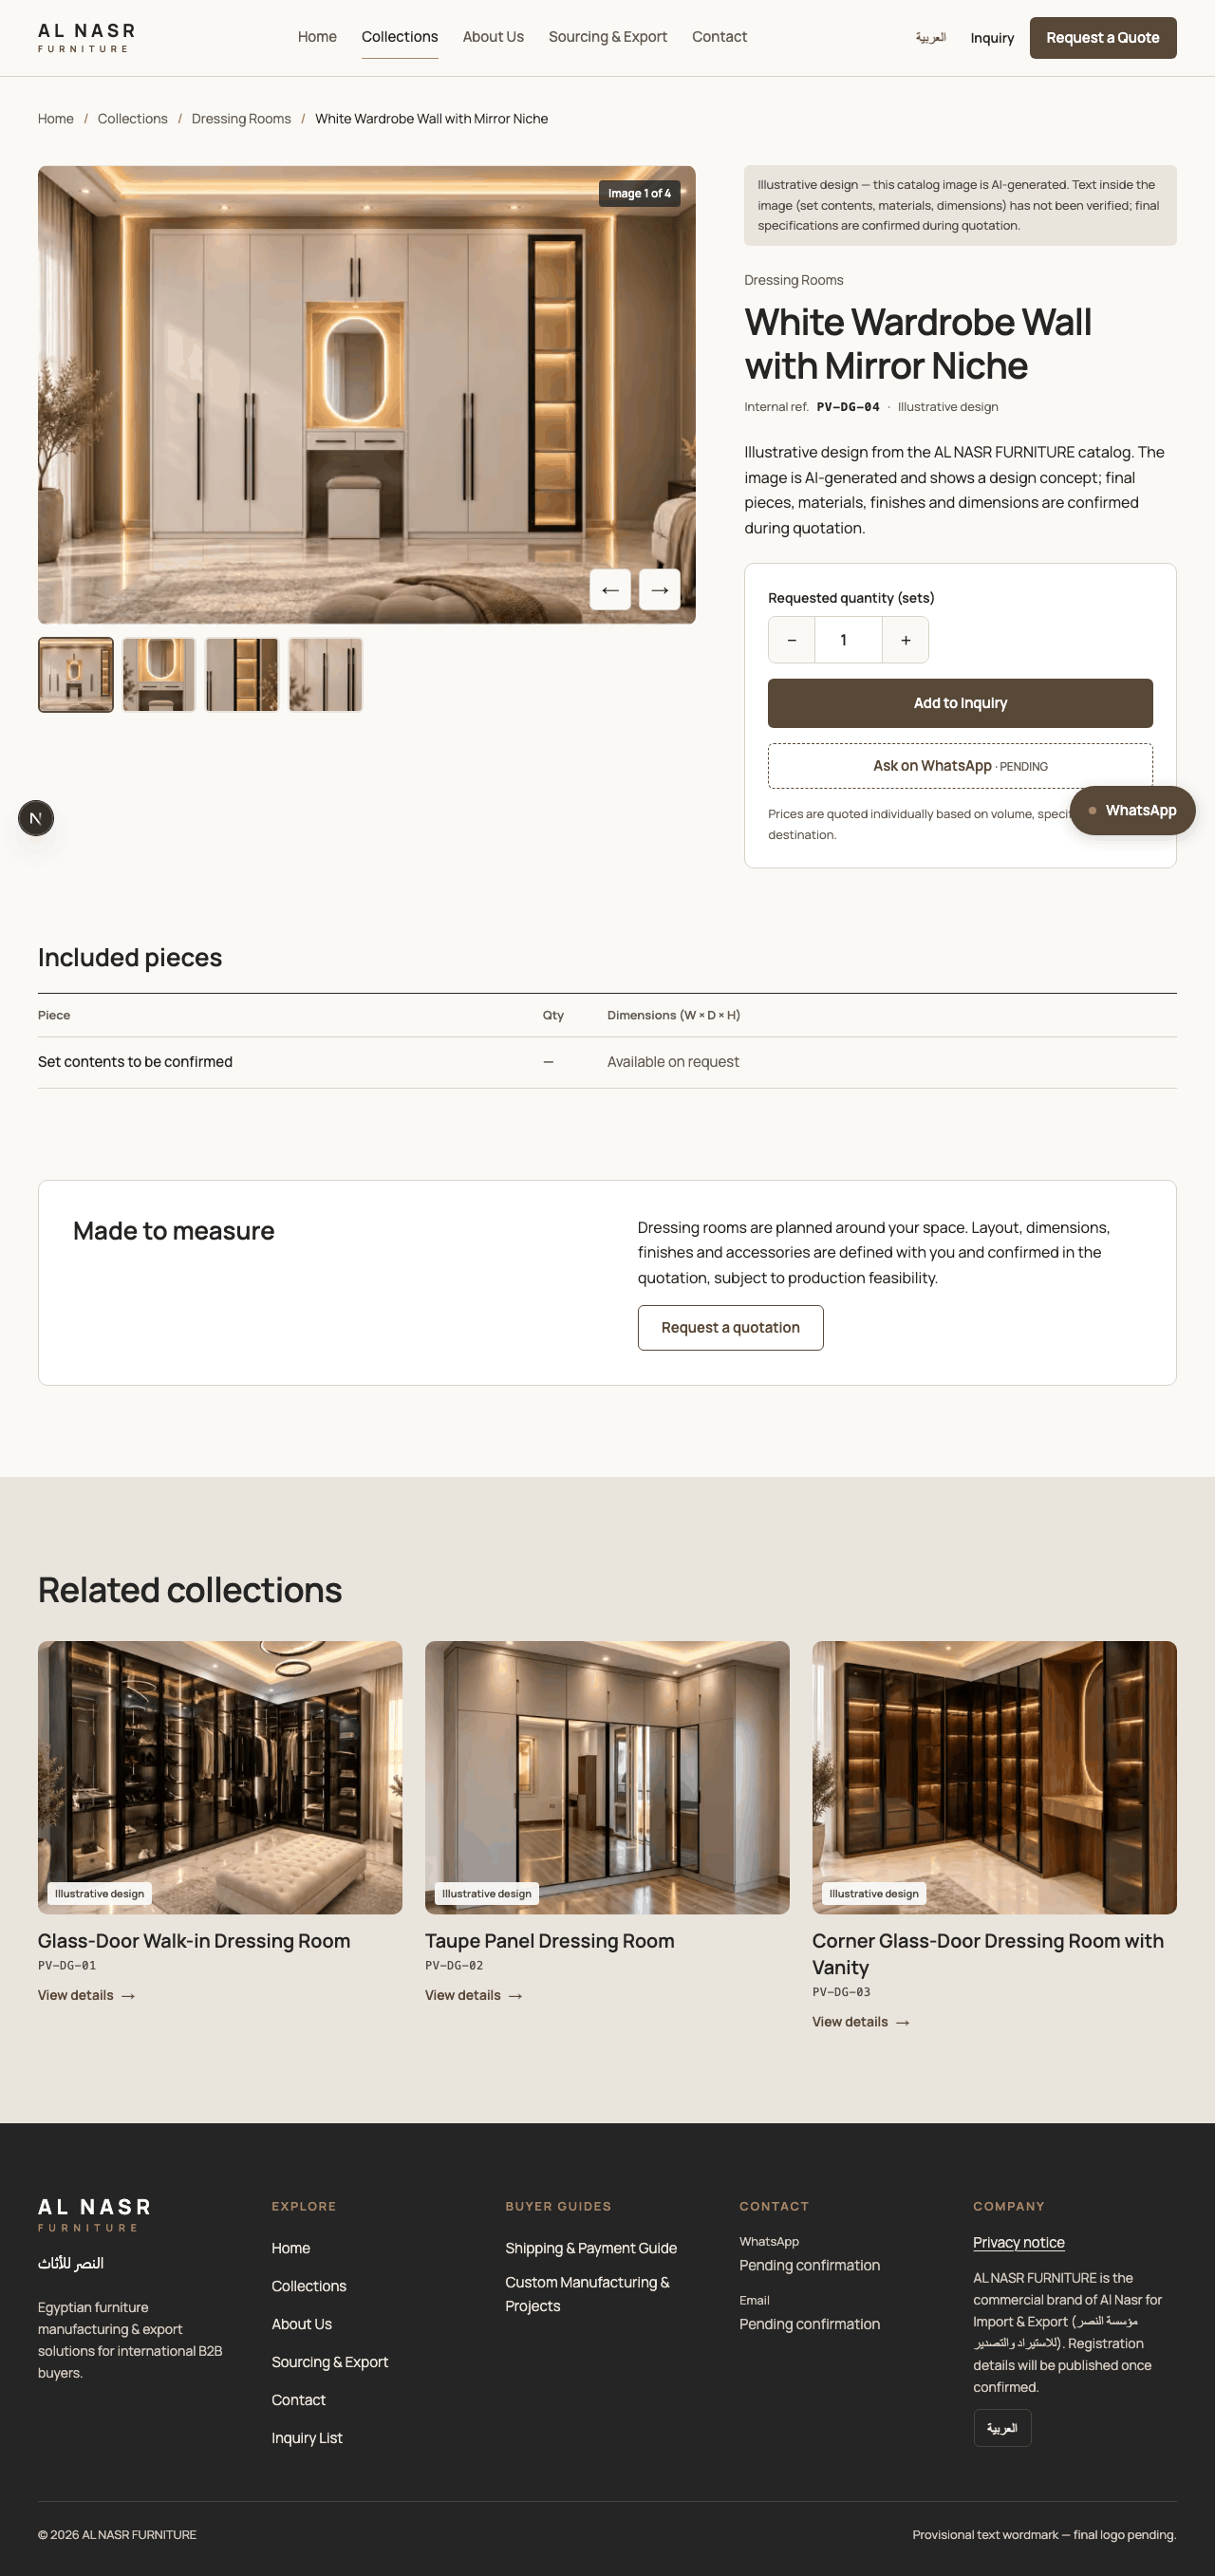 AL NASR
FURNITURE
Home
Collections
About Us
Sourcing & Export
Contact
العربية
Inquiry
Request a Quote
Home / Collections / Dressing Rooms / White Wardrobe Wall with Mirror Niche
Image 1 of 4
Illustrative design — this catalog image is AI-generated. Text inside the
image (set contents, materials, dimensions) has not been verified; final
specifications are confirmed during quotation.
Dressing Rooms
White Wardrobe Wall
with Mirror Niche
Internal ref. PV-DG-04 · Illustrative design
Illustrative design from the AL NASR FURNITURE catalog. The
image is AI-generated and shows a design concept; final
pieces, materials, finishes and dimensions are confirmed
during quotation.
←
→
Requested quantity (sets)
− 1 +
Add to Inquiry
Ask on WhatsApp · PENDING
N
WhatsApp
Prices are quoted individually based on volume,
destination.
Included pieces
Piece Qty Dimensions (W × D × H)
Set contents to be confirmed — Available on request
Made to measure
Dressing rooms are planned around your space. Layout, dimensions,
finishes and accessories are defined with you and confirmed in the
quotation, subject to production feasibility.
Request a quotation
Related collections
Illustrative design
Glass-Door Walk-in Dressing Room
PV-DG-01
View details →
Illustrative design
Taupe Panel Dressing Room
PV-DG-02
View details →
Illustrative design
Corner Glass-Door Dressing Room with
Vanity
PV-DG-03
View details →
AL NASR
FURNITURE
النصر للأثاث
Egyptian furniture
manufacturing & export
solutions for international B2B
buyers.
EXPLORE
Home
Collections
About Us
Sourcing & Export
Contact
Inquiry List
BUYER GUIDES
Shipping & Payment Guide
Custom Manufacturing &
Projects
CONTACT
WhatsApp
Pending confirmation
Email
Pending confirmation
COMPANY
Privacy notice
AL NASR FURNITURE is the
commercial brand of Al Nasr for
Import & Export (مؤسسة النصر
للاستيراد والتصدير). Registration
details will be published once
confirmed.
العربية
© 2026 AL NASR FURNITURE
Provisional text wordmark — final logo pending.